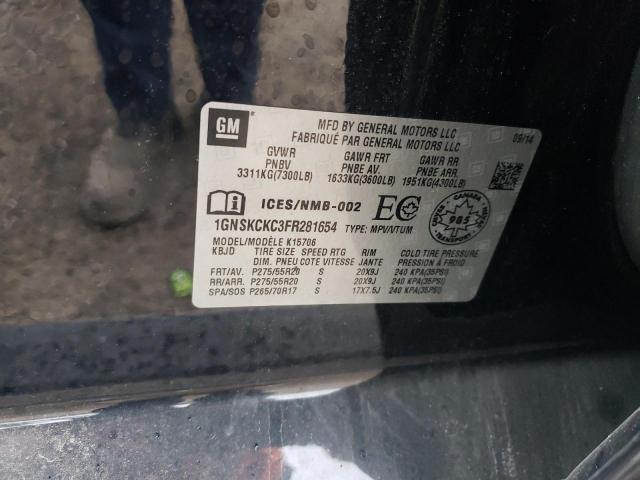 GM
MFD BY GENERAL MOTORS LLC
FABRIQUÉ PAR GENERAL MOTORS LLC
09/14
GVWR GAWR FRT GAWR RR
PNBV PNBE AV. PNBE ARR.
3311KG(7300LB) 1633KG(3600LB) 1951KG(4300LB)
ICES/NMB-002 EC
CANADA
985
1GNSKCKC3FR281654 TYPE: MPV/VTUM
MODEL/MODÉLE K15706
KBJD TIRE SIZE SPEED RTG RIM COLD TIRE PRESSURE
DIM. PNEU COTE VITESSE JANTE PRESSION À FROID
FRT/AV. P275/55R20 S 20X9J 240 KPA(35PSI)
RR/ARR. P275/55R20 S 20X9J 240 KPA(35PSI)
SPA/SOS P265/70R17 S 17X7.5J 240 KPA(35PSI)